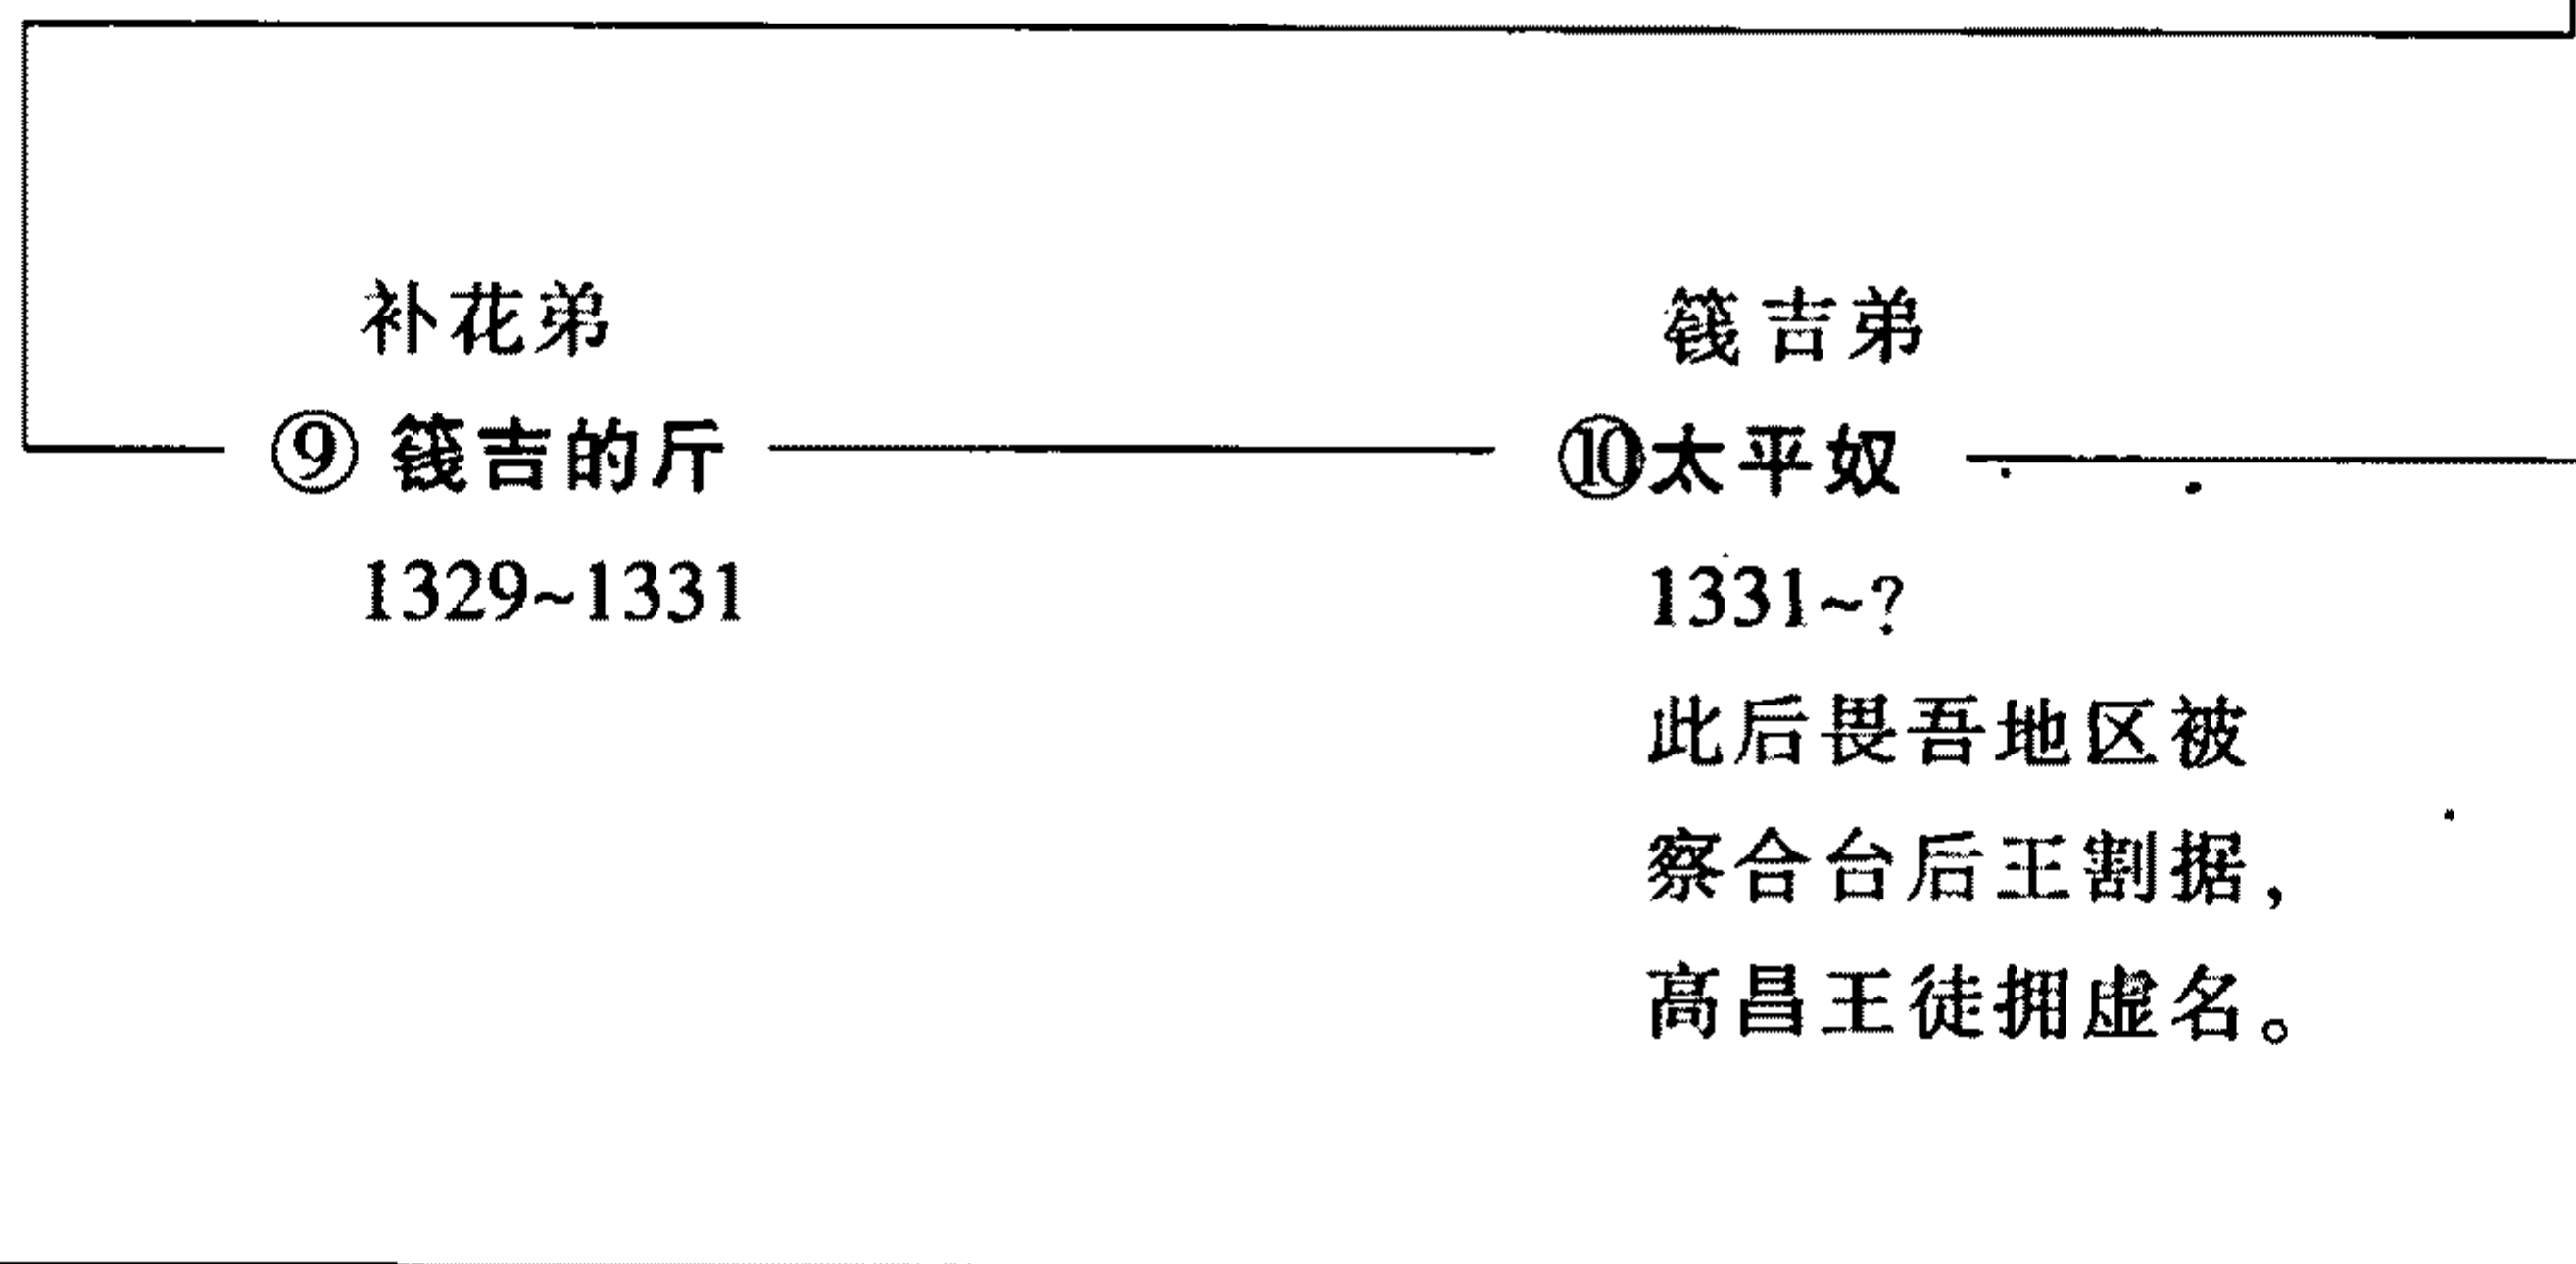 补花弟
⑨ 篯吉的斤
1329~1331
篯吉弟
⑩太平奴
1331~?
此后畏吾地区被
察合台后王割据,
高昌王徒拥虚名。